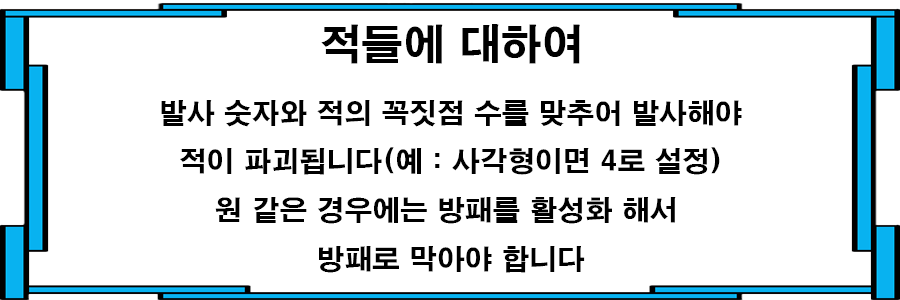 적들에 대하여
발사 숫자와 적의 꼭짓점 수를 맞추어 발사해야
적이 파괴됩니다(예 : 사각형이면 4로 설정)
원 같은 경우에는 방패를 활성화 해서
방패로 막아야 합니다